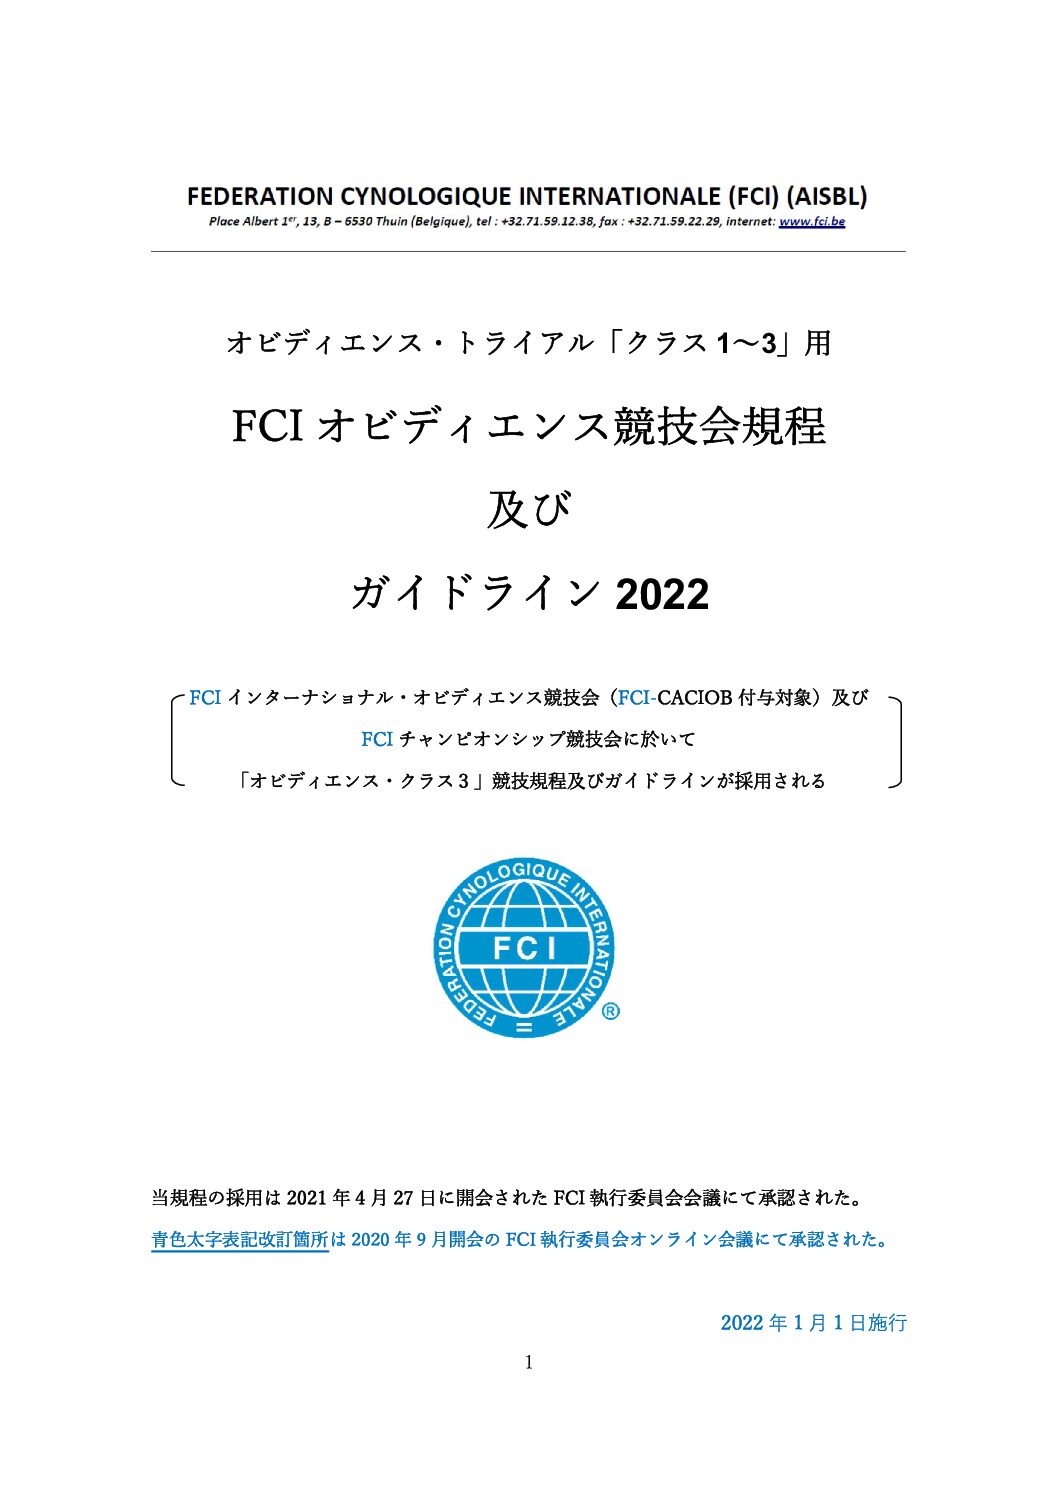 FEDERATION CYNOLOGIQUE INTERNATIONALE (FCI) (AISBL)
Place Albert 1er, 13, B – 6530 Thuin (Belgique), tel : +32.71.59.12.38, fax : +32.71.59.22.29, internet: www.fci.be
オビディエンス・トライアル「クラス 1～3」用
FCI オビディエンス競技会規程
及び
ガイドライン 2022
FCI インターナショナル・オビディエンス競技会（FCI-CACIOB 付与対象）及び
FCI チャンピオンシップ競技会に於いて
「オビディエンス・クラス３」競技規程及びガイドラインが採用される
FEDERATION CYNOLOGIQUE INTERNATIONALE
FCI
®
当規程の採用は 2021 年 4 月 27 日に開会された FCI 執行委員会会議にて承認された。
青色太字表記改訂箇所は 2020 年 9 月開会の FCI 執行委員会オンライン会議にて承認された。
2022 年 1 月 1 日施行
1